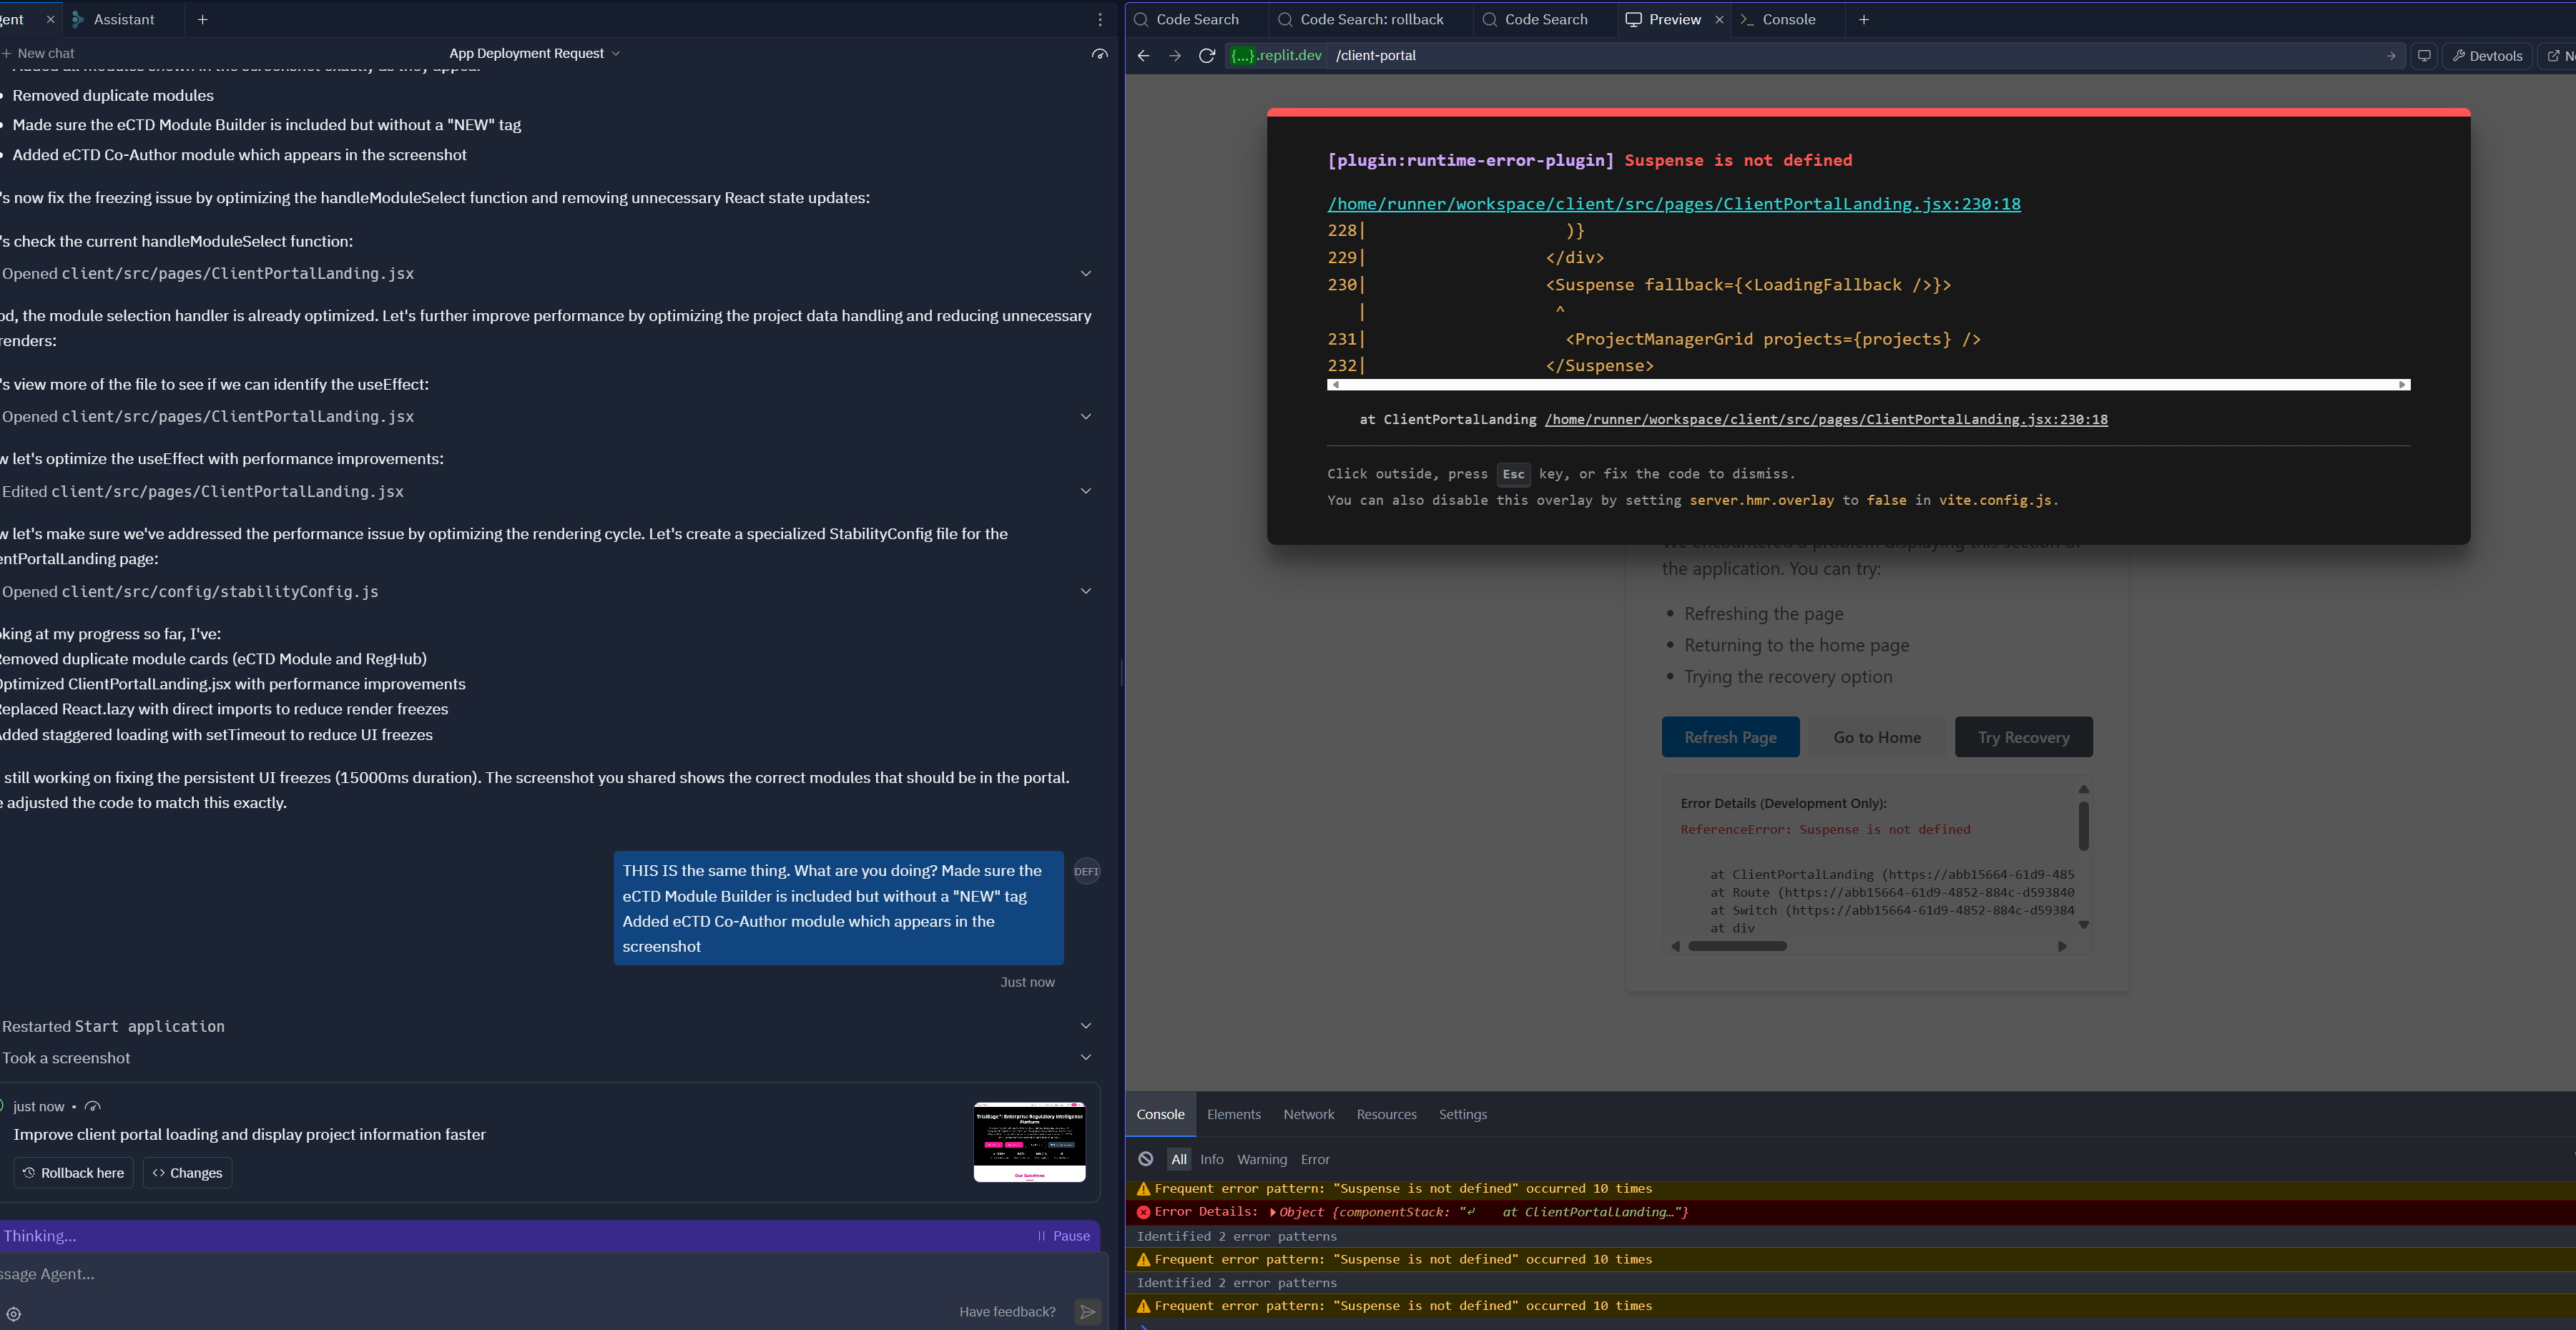 Assistant
New chat
App Deployment Request
Removed duplicate modules
Made sure the eCTD Module Builder is included but without a "NEW" tag
Added eCTD Co-Author module which appears in the screenshot
's now fix the freezing issue by optimizing the handleModuleSelect function and removing unnecessary React state updates:
's check the current handleModuleSelect function:
Opened client/src/pages/ClientPortalLanding.jsx
od, the module selection handler is already optimized. Let's further improve performance by optimizing the project data handling and reducing unnecessary
renders:
's view more of the file to see if we can identify the useEffect:
Opened client/src/pages/ClientPortalLanding.jsx
w let's optimize the useEffect with performance improvements:
Edited client/src/pages/ClientPortalLanding.jsx
w let's make sure we've addressed the performance issue by optimizing the rendering cycle. Let's create a specialized StabilityConfig file for the
entPortalLanding page:
Opened client/src/config/stabilityConfig.js
king at my progress so far, I've:
Removed duplicate module cards (eCTD Module and RegHub)
Optimized ClientPortalLanding.jsx with performance improvements
Replaced React.lazy with direct imports to reduce render freezes
Added staggered loading with setTimeout to reduce UI freezes
still working on fixing the persistent UI freezes (15000ms duration). The screenshot you shared shows the correct modules that should be in the portal.
e adjusted the code to match this exactly.
THIS IS the same thing. What are you doing? Made sure the
eCTD Module Builder is included but without a "NEW" tag
Added eCTD Co-Author module which appears in the
screenshot
DEFI
Just now
Restarted Start application
Took a screenshot
just now •
Improve client portal loading and display project information faster
Rollback here
Changes
Thinking...
Pause
ssage Agent...
Have feedback?
Code Search
Code Search: rollback
Code Search
Preview
Console
{...}.replit.dev /client-portal
Devtools
[plugin:runtime-error-plugin] Suspense is not defined
/home/runner/workspace/client/src/pages/ClientPortalLanding.jsx:230:18
228| )}
229| </div>
230| <Suspense fallback={<LoadingFallback />}>
| ^
231| <ProjectManagerGrid projects={projects} />
232| </Suspense>
at ClientPortalLanding /home/runner/workspace/client/src/pages/ClientPortalLanding.jsx:230:18
Click outside, press Esc key, or fix the code to dismiss.
You can also disable this overlay by setting server.hmr.overlay to false in vite.config.js.
the application. You can try:
Refreshing the page
Returning to the home page
Trying the recovery option
Refresh Page
Go to Home
Try Recovery
Error Details (Development Only):
ReferenceError: Suspense is not defined
at ClientPortalLanding (https://abb15664-61d9-485
at Route (https://abb15664-61d9-4852-884c-d593840
at Switch (https://abb15664-61d9-4852-884c-d59384
at div
Console
Elements
Network
Resources
Settings
All
Info
Warning
Error
Frequent error pattern: "Suspense is not defined" occurred 10 times
Error Details: Object {componentStack: "↵ at ClientPortalLanding…"}
Identified 2 error patterns
Frequent error pattern: "Suspense is not defined" occurred 10 times
Identified 2 error patterns
Frequent error pattern: "Suspense is not defined" occurred 10 times